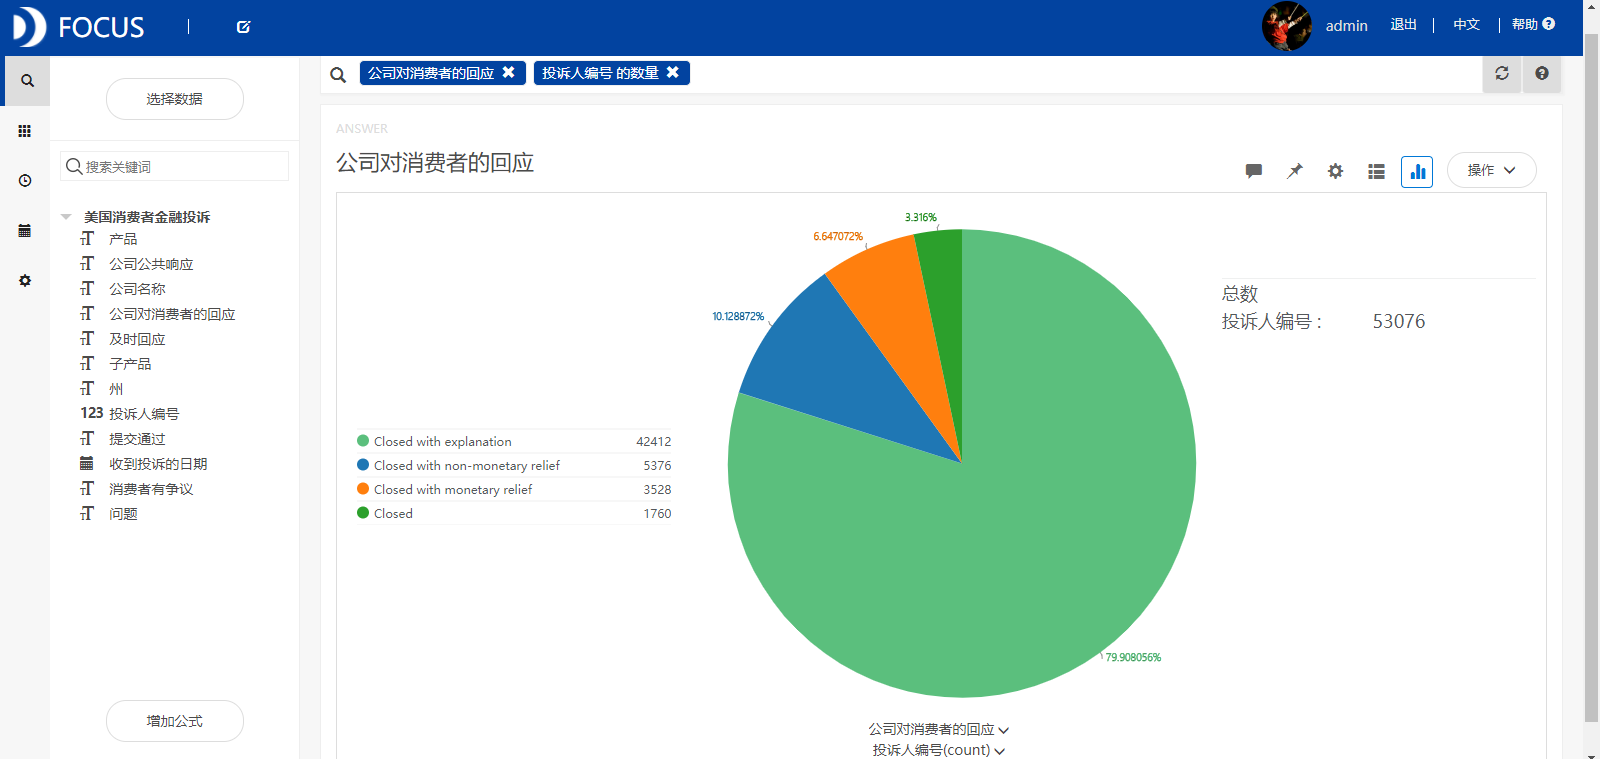 FOCUS
admin 退出 中文 帮助
选择数据
搜索关键词
美国消费者金融投诉
产品
公司公共响应
公司名称
公司对消费者的回应
及时回应
子产品
州
123 投诉人编号
提交通过
收到投诉的日期
消费者有争议
问题
增加公式
公司对消费者的回应 投诉人编号 的数量
ANSWER
公司对消费者的回应
操作
3.316%
6.647072%
10.128872%
79.908056%
Closed with explanation 42412
Closed with non-monetary relief 5376
Closed with monetary relief 3528
Closed 1760
总数
投诉人编号 : 53076
公司对消费者的回应
投诉人编号(count)